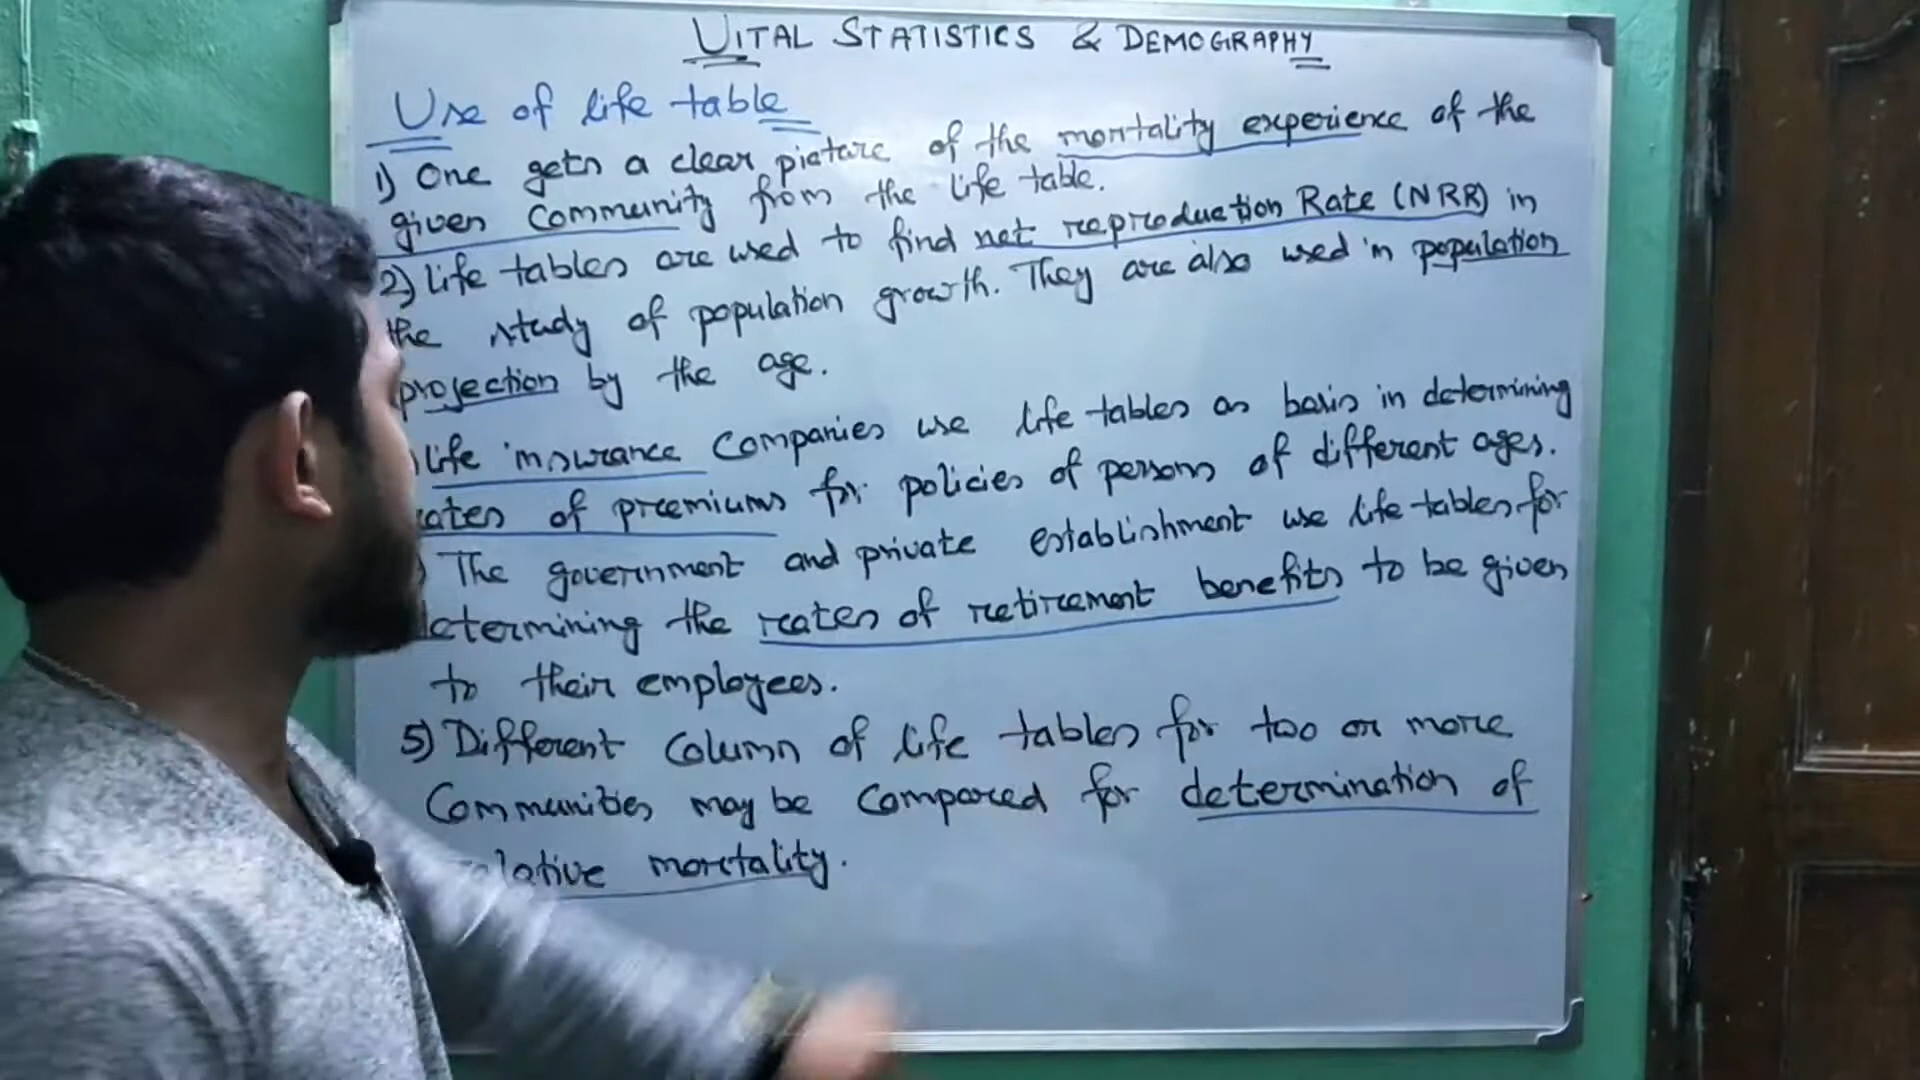 VITAL STATISTICS & DEMOGRAPHY
Use of life table
1) One gets a clear picture of the mortality experience of the
given Community from the life table.
2) life tables are used to find net reproduction Rate (NRR) in
the study of population growth. They are also used in population
projection by the age.
) life insurance Companies use life tables as basis in determining
rates of premiums for policies of persons of different ages.
) The government and private establishment use life tables for
determining the rates of retirement benefits to be given
to their employees.
5) Different Column of life tables for two or more
Communities may be Compared for determination of
relative mortality.